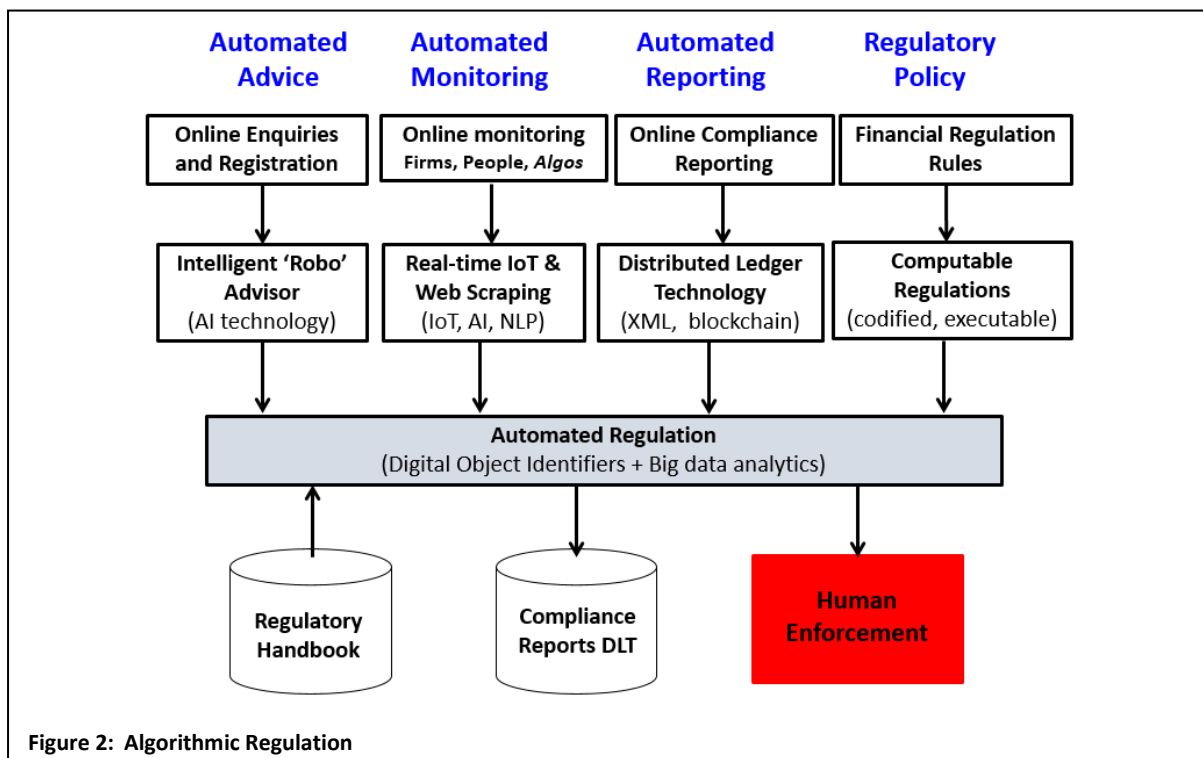 Automated
Advice
Automated
Monitoring
Automated
Reporting
Regulatory
Policy
Online Enquiries
and Registration
Online monitoring
Firms, People, Algos
Online Compliance
Reporting
Financial Regulation
Rules
Intelligent ‘Robo’
Advisor
(AI technology)
Real-time IoT &
Web Scraping
(IoT, AI, NLP)
Distributed Ledger
Technology
(XML, blockchain)
Computable
Regulations
(codified, executable)
Automated Regulation
(Digital Object Identifiers + Big data analytics)
Regulatory
Handbook
Compliance
Reports DLT
Human
Enforcement
Figure 2: Algorithmic Regulation